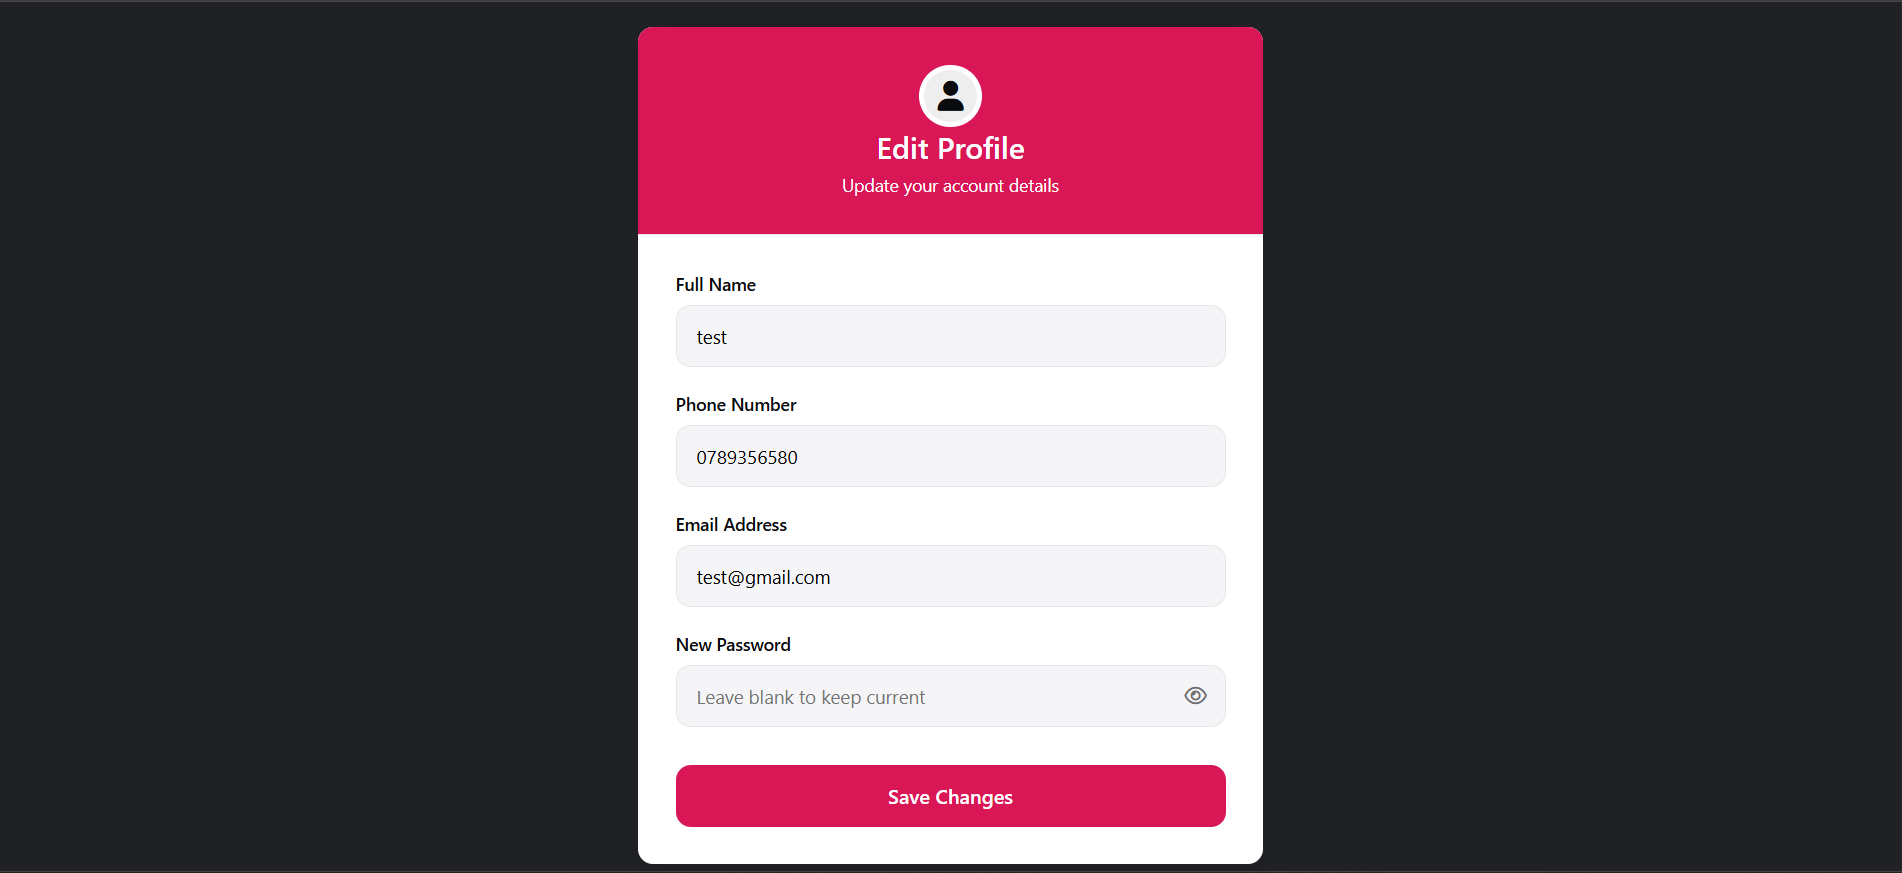 Edit Profile
Update your account details
Full Name
test
Phone Number
0789356580
Email Address
test@gmail.com
New Password
Leave blank to keep current
Save Changes